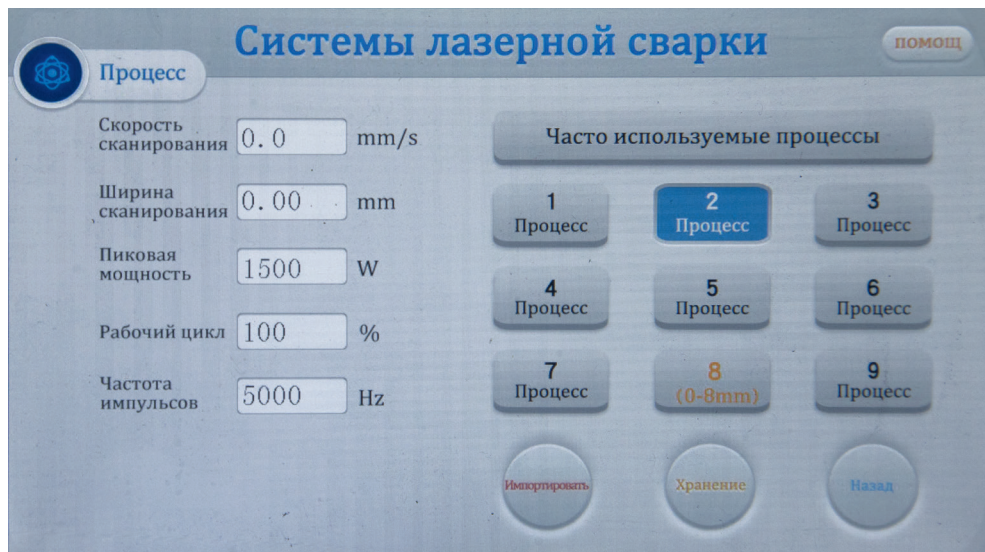 Системы лазерной сварки
ПОМОЩ
Процесс
Скорость
сканирования
0.0
mm/s
Ширина
сканирования
0.00
mm
Пиковая
мощность
1500
W
Рабочий цикл
100
%
Частота
импульсов
5000
Hz
Часто используемые процессы
1
Процесс
2
Процесс
3
Процесс
4
Процесс
5
Процесс
6
Процесс
7
Процесс
8
(0-8mm)
9
Процесс
Импортировать
Хранение
Назад